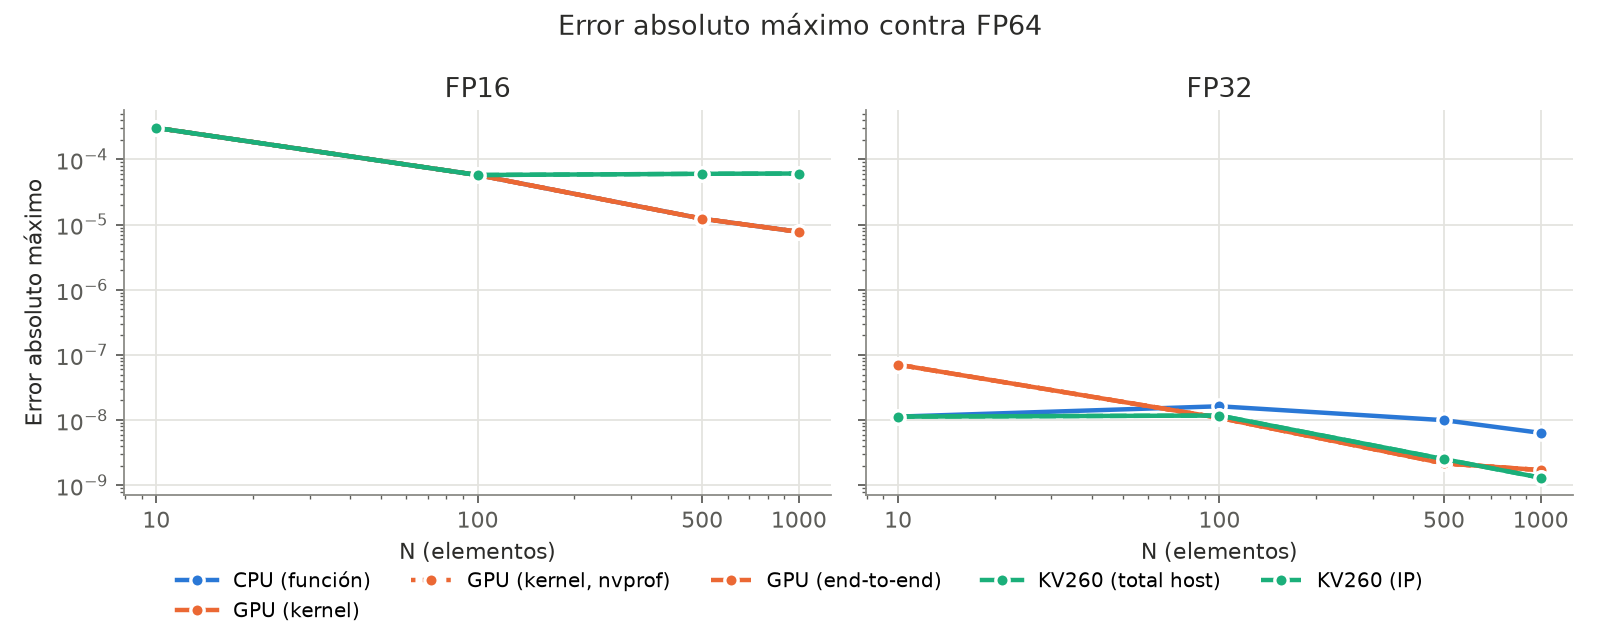 Error absoluto máximo contra FP64
FP16
FP32
Error absoluto máximo
10⁻⁴
10⁻⁵
10⁻⁶
10⁻⁷
10⁻⁸
10⁻⁹
10 100 500 1000
10 100 500 1000
N (elementos)
N (elementos)
CPU (función) GPU (kernel, nvprof) GPU (end-to-end) KV260 (total host) KV260 (IP)
GPU (kernel)